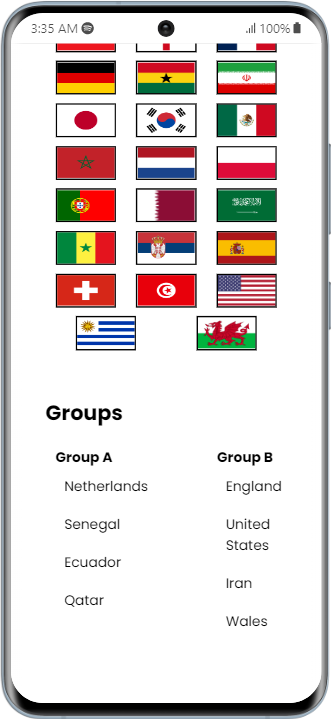 3:35 AM 100%
Groups
Group A
Netherlands
Senegal
Ecuador
Qatar
Group B
England
United
States
Iran
Wales